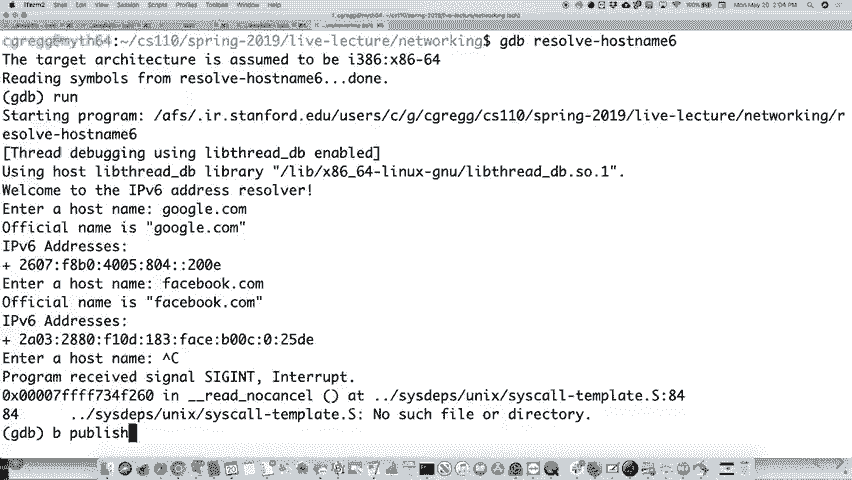 iTerm2 Shell Edit View Session Scripts Profiles Toolbelt Window Help 100% Mon May 20 2:04 PM
cgregg@myth64:~/cs110/spring-2019/live-lecture/networking$ gdb resolve-hostname6
The target architecture is assumed to be i386:x86-64
Reading symbols from resolve-hostname6...done.
(gdb) run
Starting program: /afs/.ir.stanford.edu/users/c/g/cgregg/cs110/spring-2019/live-lecture/networking/r
esolve-hostname6
[Thread debugging using libthread_db enabled]
Using host libthread_db library "/lib/x86_64-linux-gnu/libthread_db.so.1".
Welcome to the IPv6 address resolver!
Enter a host name: google.com
Official name is "google.com"
IPv6 Addresses:
+ 2607:f8b0:4005:804::200e
Enter a host name: facebook.com
Official name is "facebook.com"
IPv6 Addresses:
+ 2a03:2880:f10d:183:face:b00c:0:25de
Enter a host name: ^C
Program received signal SIGINT, Interrupt.
0x00007ffff734f260 in __read_nocancel () at ../sysdeps/unix/syscall-template.S:84
84 ../sysdeps/unix/syscall-template.S: No such file or directory.
(gdb) b publish